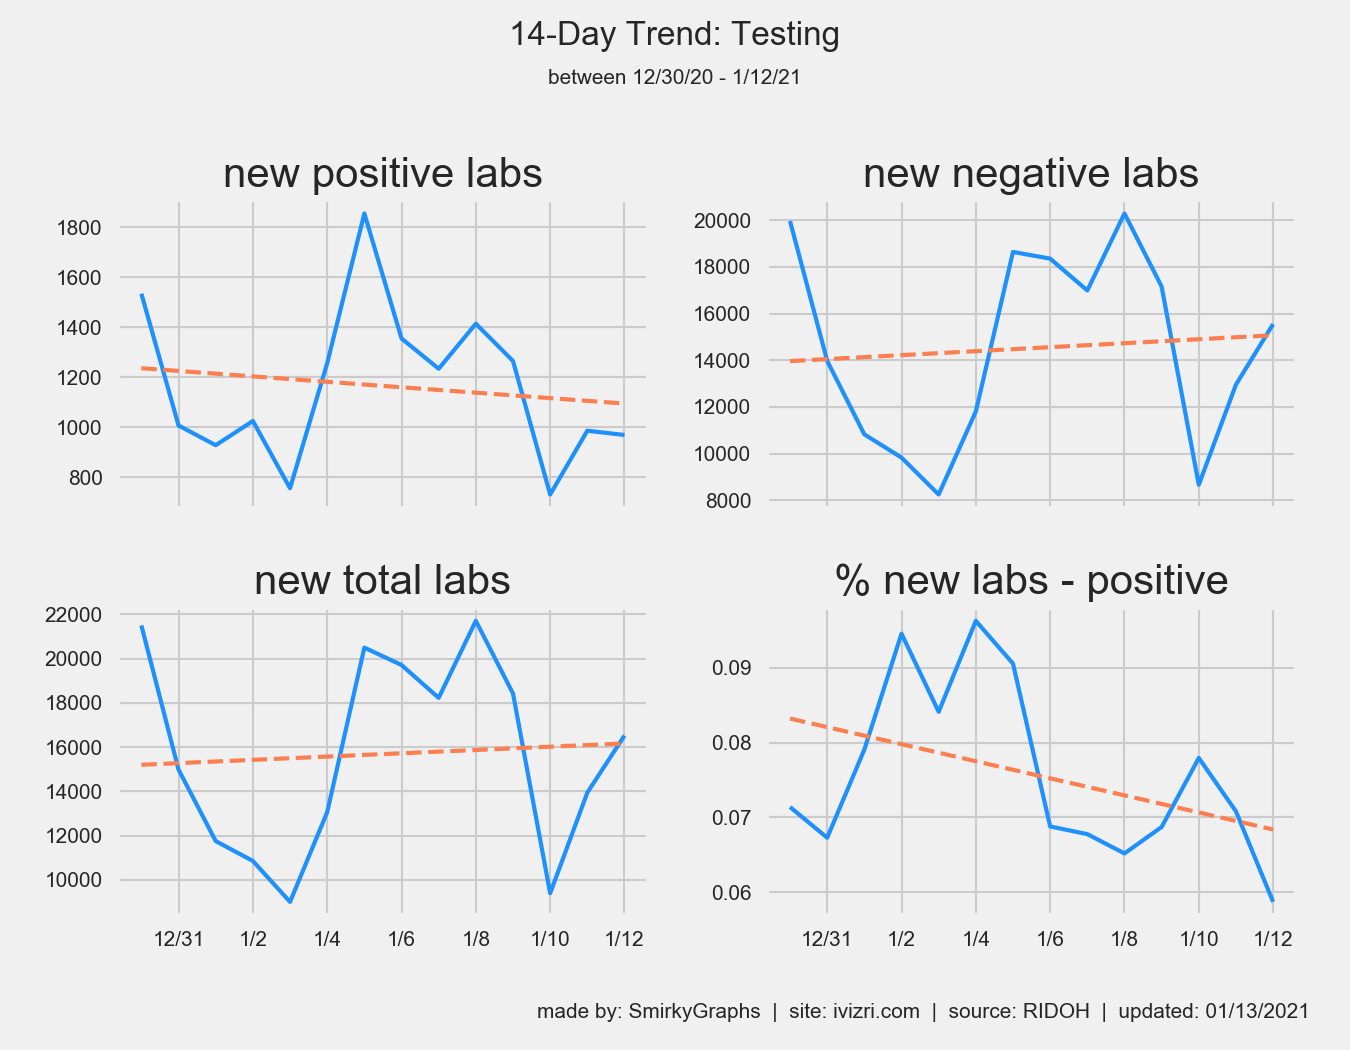 14-Day Trend: Testing
between 12/30/20 - 1/12/21
new positive labs
1800
1600
1400
1200
1000
800
new negative labs
20000
18000
16000
14000
12000
10000
8000
new total labs
22000
20000
18000
16000
14000
12000
10000
12/31 1/2 1/4 1/6 1/8 1/10 1/12
% new labs - positive
0.09
0.08
0.07
0.06
12/31 1/2 1/4 1/6 1/8 1/10 1/12
made by: SmirkyGraphs | site: ivizri.com | source: RIDOH | updated: 01/13/2021